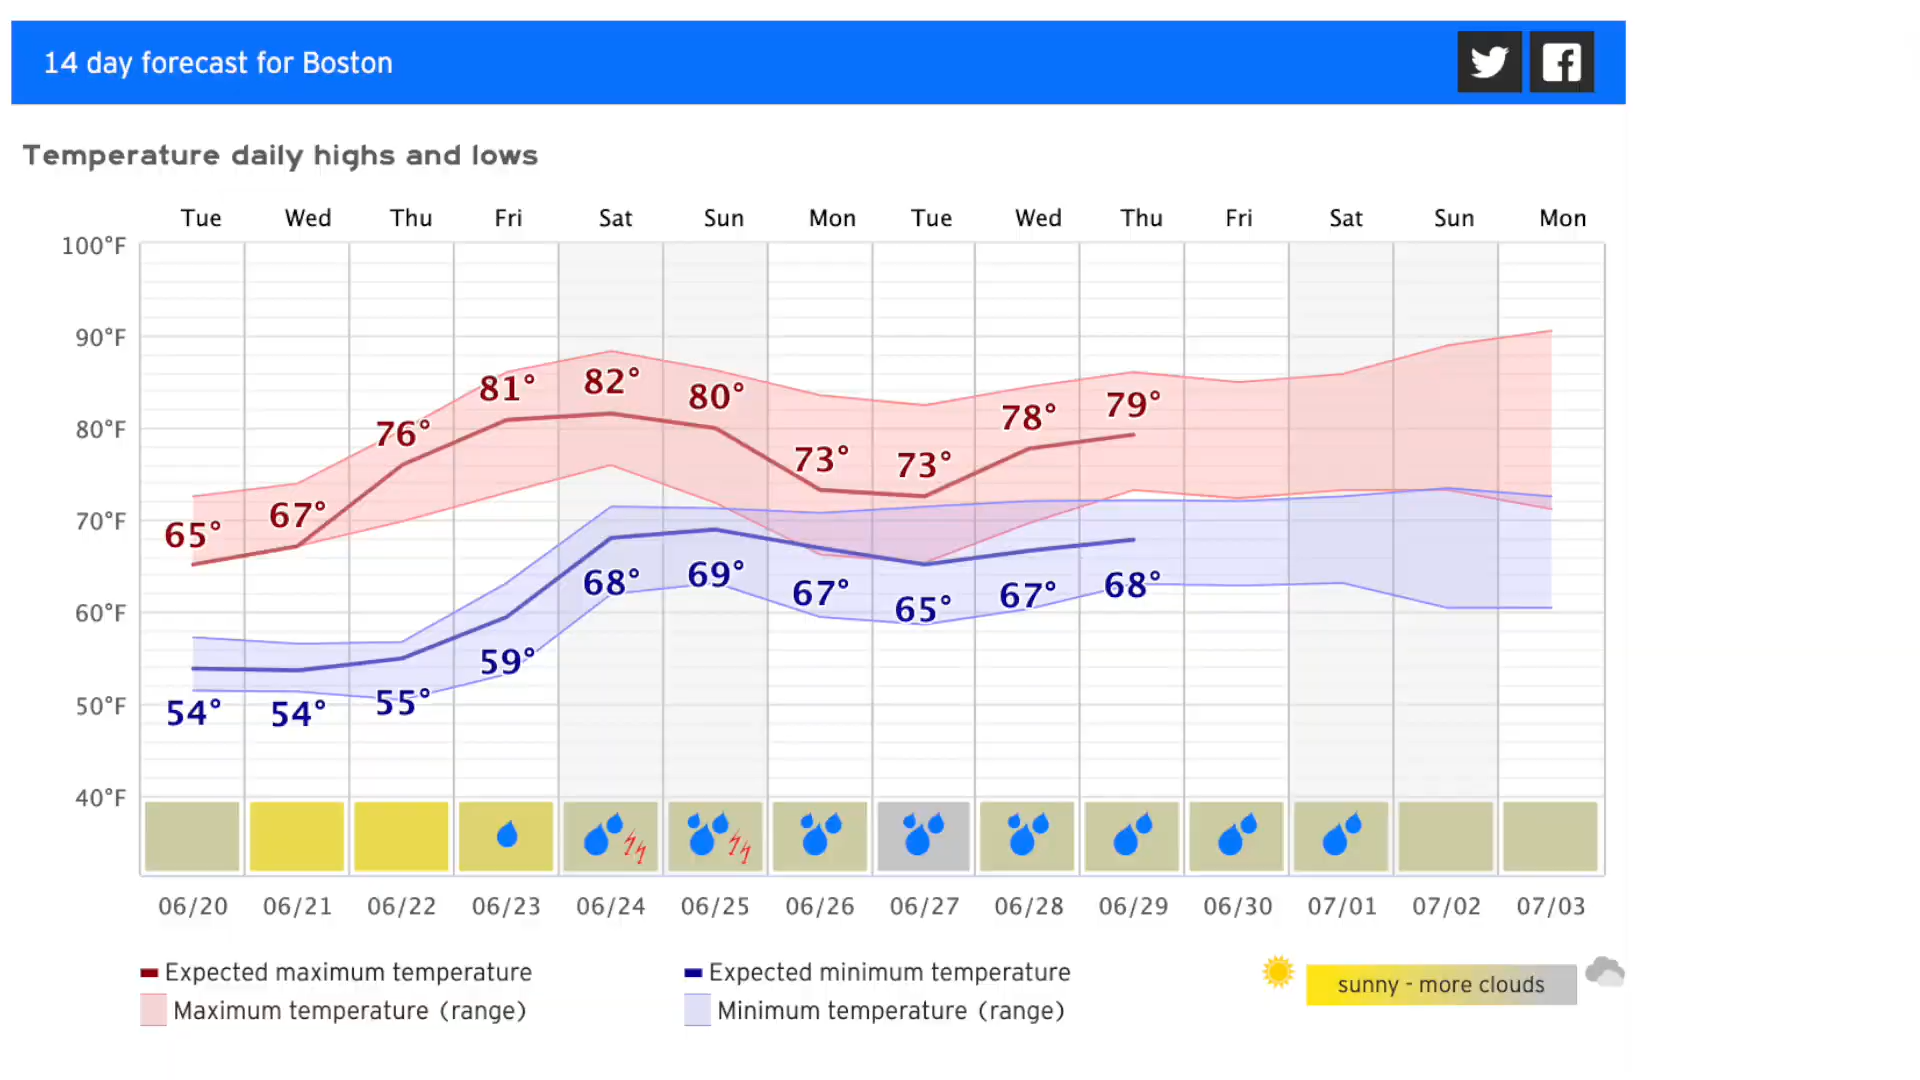 14 day forecast for Boston
Temperature daily highs and lows
Tue Wed Thu Fri Sat Sun Mon Tue Wed Thu Fri Sat Sun Mon
100°F
90°F
80°F
70°F
60°F
50°F
40°F
65° 67° 76° 81° 82° 80° 73° 73° 78° 79°
54° 54° 55° 59° 68° 69° 67° 65° 67° 68°
06/20 06/21 06/22 06/23 06/24 06/25 06/26 06/27 06/28 06/29 06/30 07/01 07/02 07/03
Expected maximum temperature
Maximum temperature (range)
Expected minimum temperature
Minimum temperature (range)
sunny - more clouds